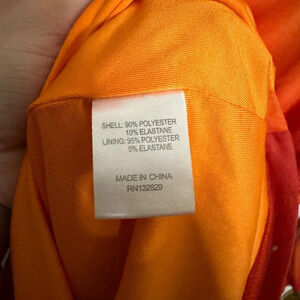 SHELL: 90% POLYESTER
10% ELASTANE
LINING: 95% POLYESTER
5% ELASTANE
MADE IN CHINA
RN132829